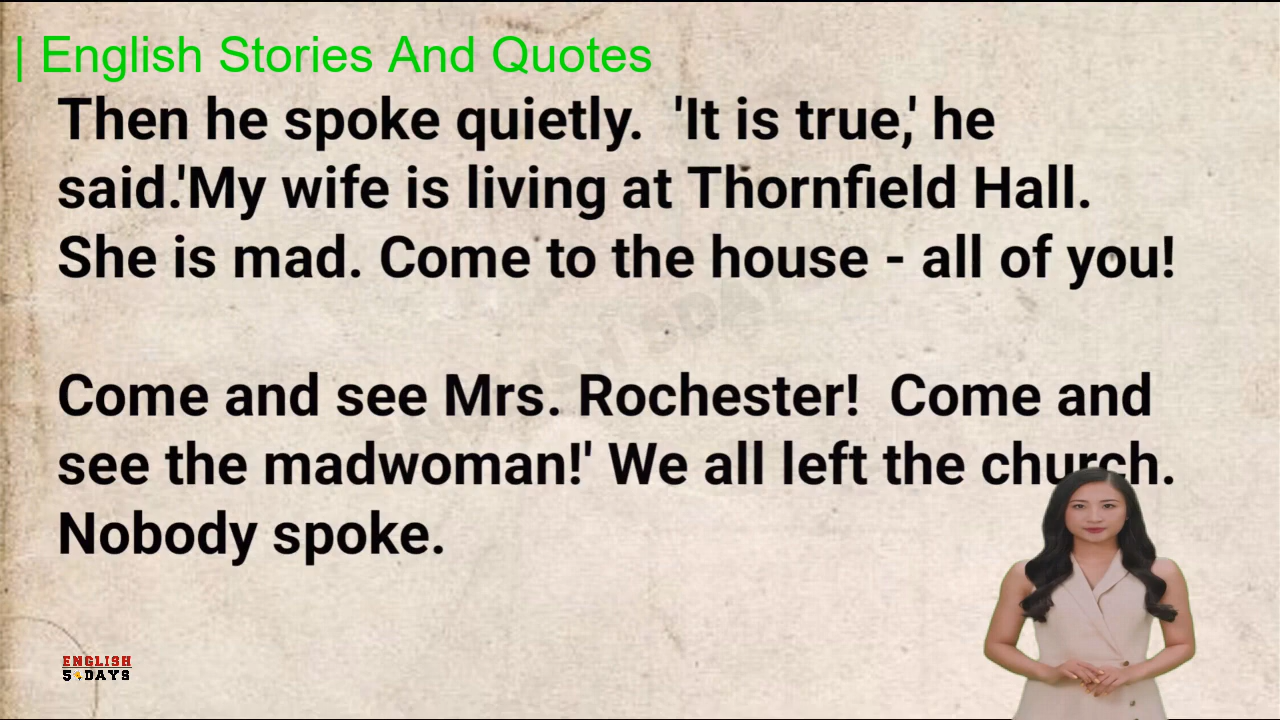 | English Stories And Quotes
Then he spoke quietly.  'It is true,' he
said.'My wife is living at Thornfield Hall.
She is mad. Come to the house - all of you!
Come and see Mrs. Rochester!  Come and
see the madwoman!' We all left the church.
Nobody spoke.
ENGLISH
5 DAYS